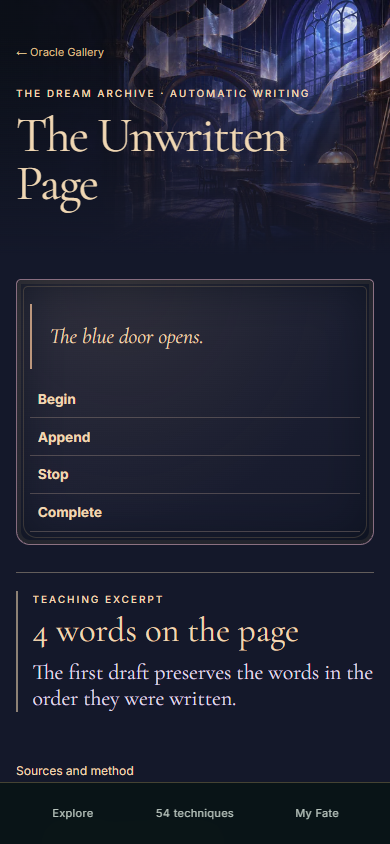 ← Oracle Gallery
THE DREAM ARCHIVE · AUTOMATIC WRITING
The Unwritten
Page
The blue door opens.
Begin
Append
Stop
Complete
TEACHING EXCERPT
4 words on the page
The first draft preserves the words in the
order they were written.
Sources and method
Explore
54 techniques
My Fate